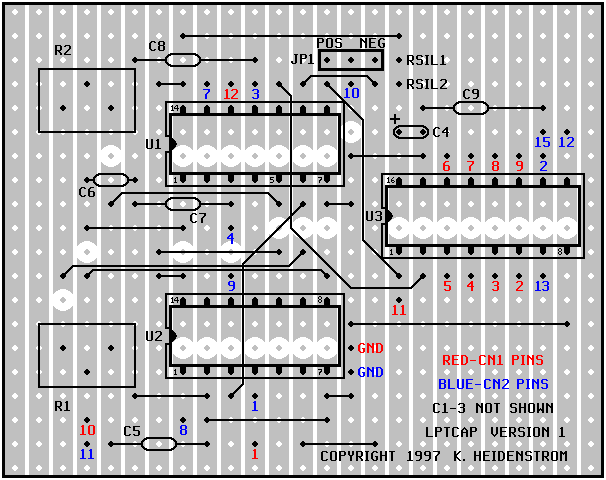 POS NEG
C8
R2
JP1
RSIL1
RSIL2
7 12 3
10
C9
14
+
C4
U1
15 12
6 7 8 9 2
1 5 7
16
C6
C7
U3
4
1 8
9
5 4 3 2 13
14 8
11
U2
GND
RED-CN1 PINS
1 7
GND
BLUE-CN2 PINS
R1
1
C1-3 NOT SHOWN
10
C5
8
LPTCAP VERSION 1
11
1
COPYRIGHT 1997 K. HEIDENSTROM